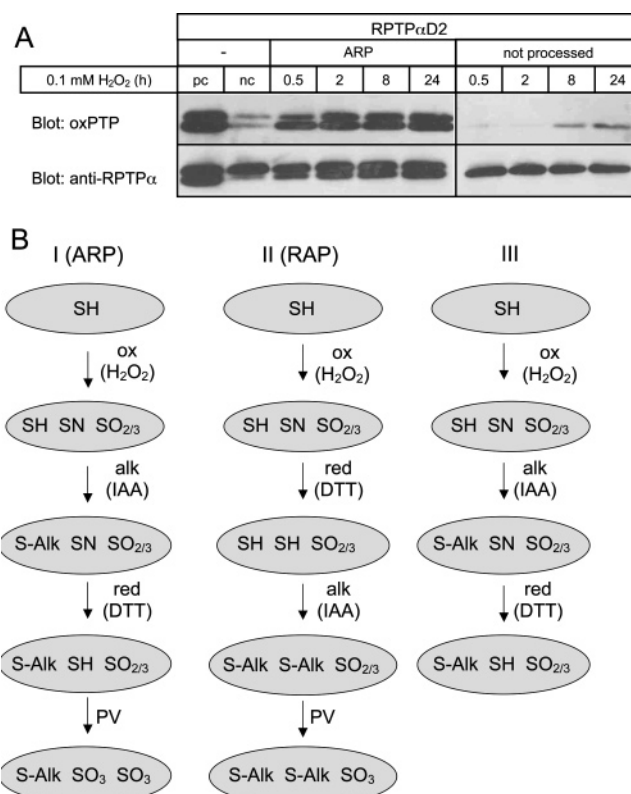 A
RPTPαD2
- ARP not processed
0.1 mM H₂O₂ (h) pc nc 0.5 2 8 24 0.5 2 8 24
Blot: oxPTP
Blot: anti-RPTPα
B
I (ARP) II (RAP) III
SH SH SH
ox (H₂O₂) ox (H₂O₂) ox (H₂O₂)
SH SN SO₂/₃ SH SN SO₂/₃ SH SN SO₂/₃
alk (IAA) red (DTT) alk (IAA)
S-Alk SN SO₂/₃ SH SH SO₂/₃ S-Alk SN SO₂/₃
red (DTT) alk (IAA) red (DTT)
S-Alk SH SO₂/₃ S-Alk S-Alk SO₂/₃ S-Alk SH SO₂/₃
PV PV
S-Alk SO₃ SO₃ S-Alk S-Alk SO₃